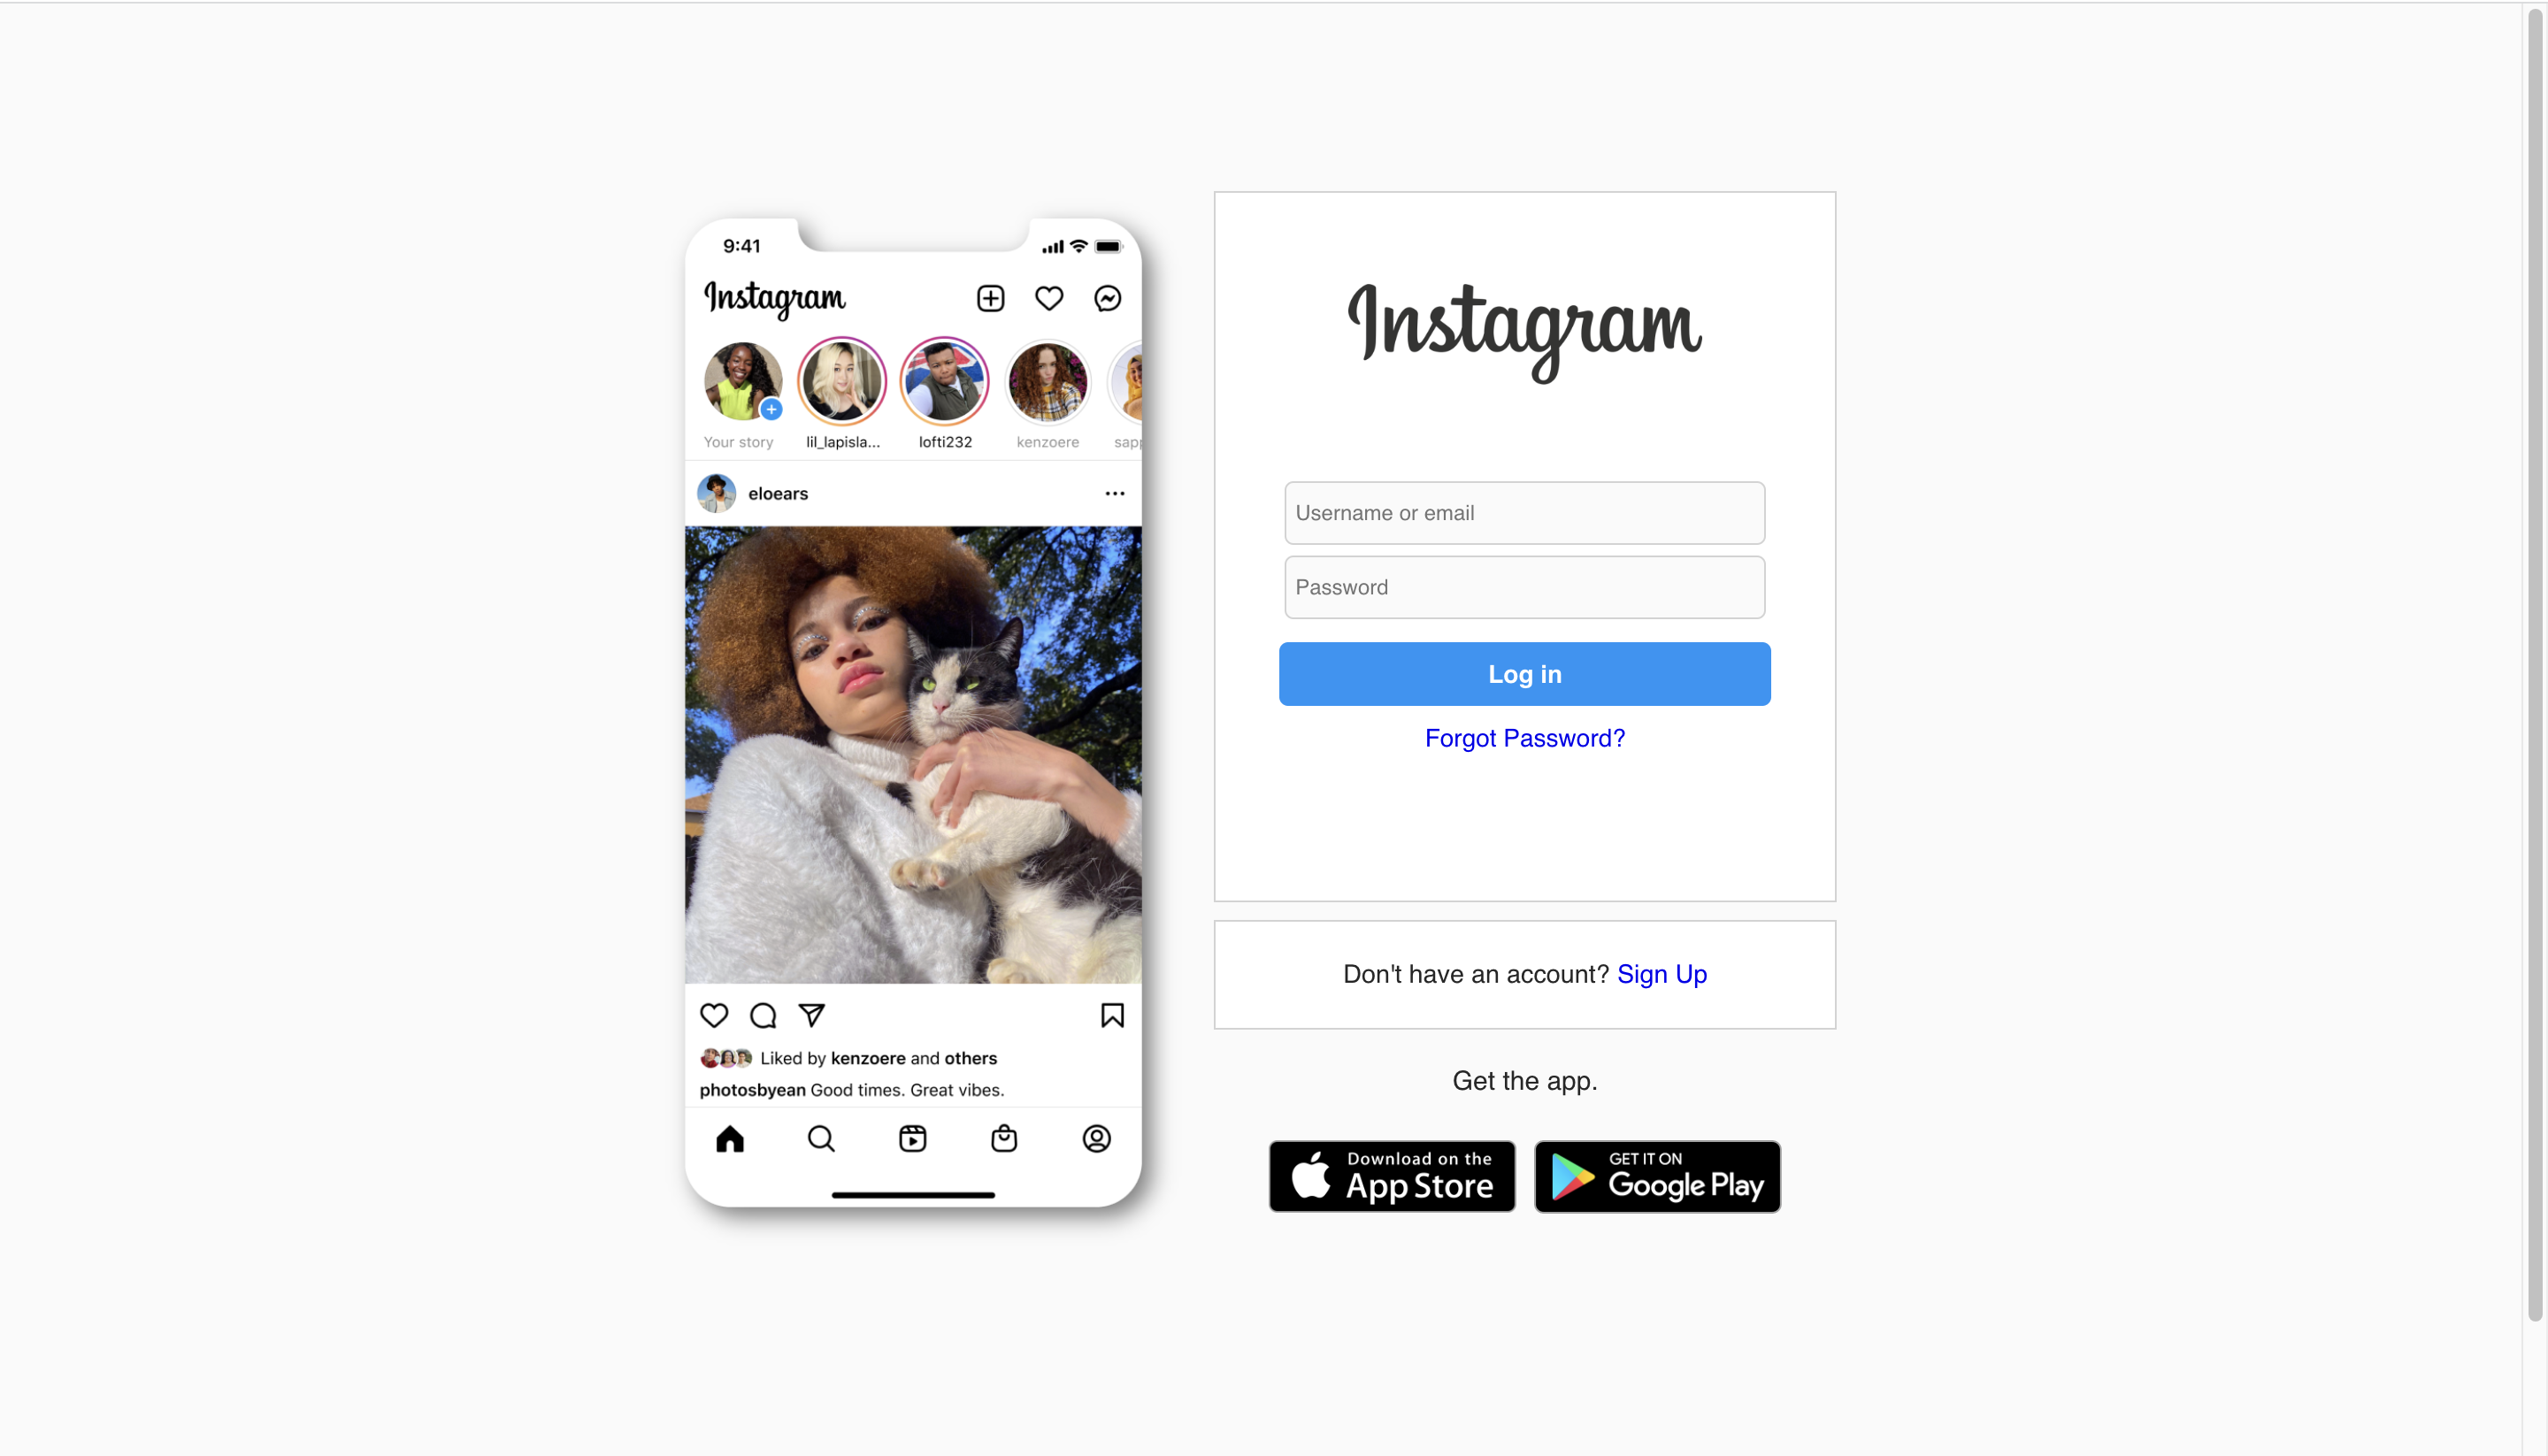 9:41
Instagram
Your story
lil_lapisla...
lofti232
kenzoere
eloears
Liked by kenzoere and others
photosbyean Good times. Great vibes.
Instagram
Username or email
Password
Log in
Forgot Password?
Don't have an account? Sign Up
Get the app.
Download on the
App Store
GET IT ON
Google Play